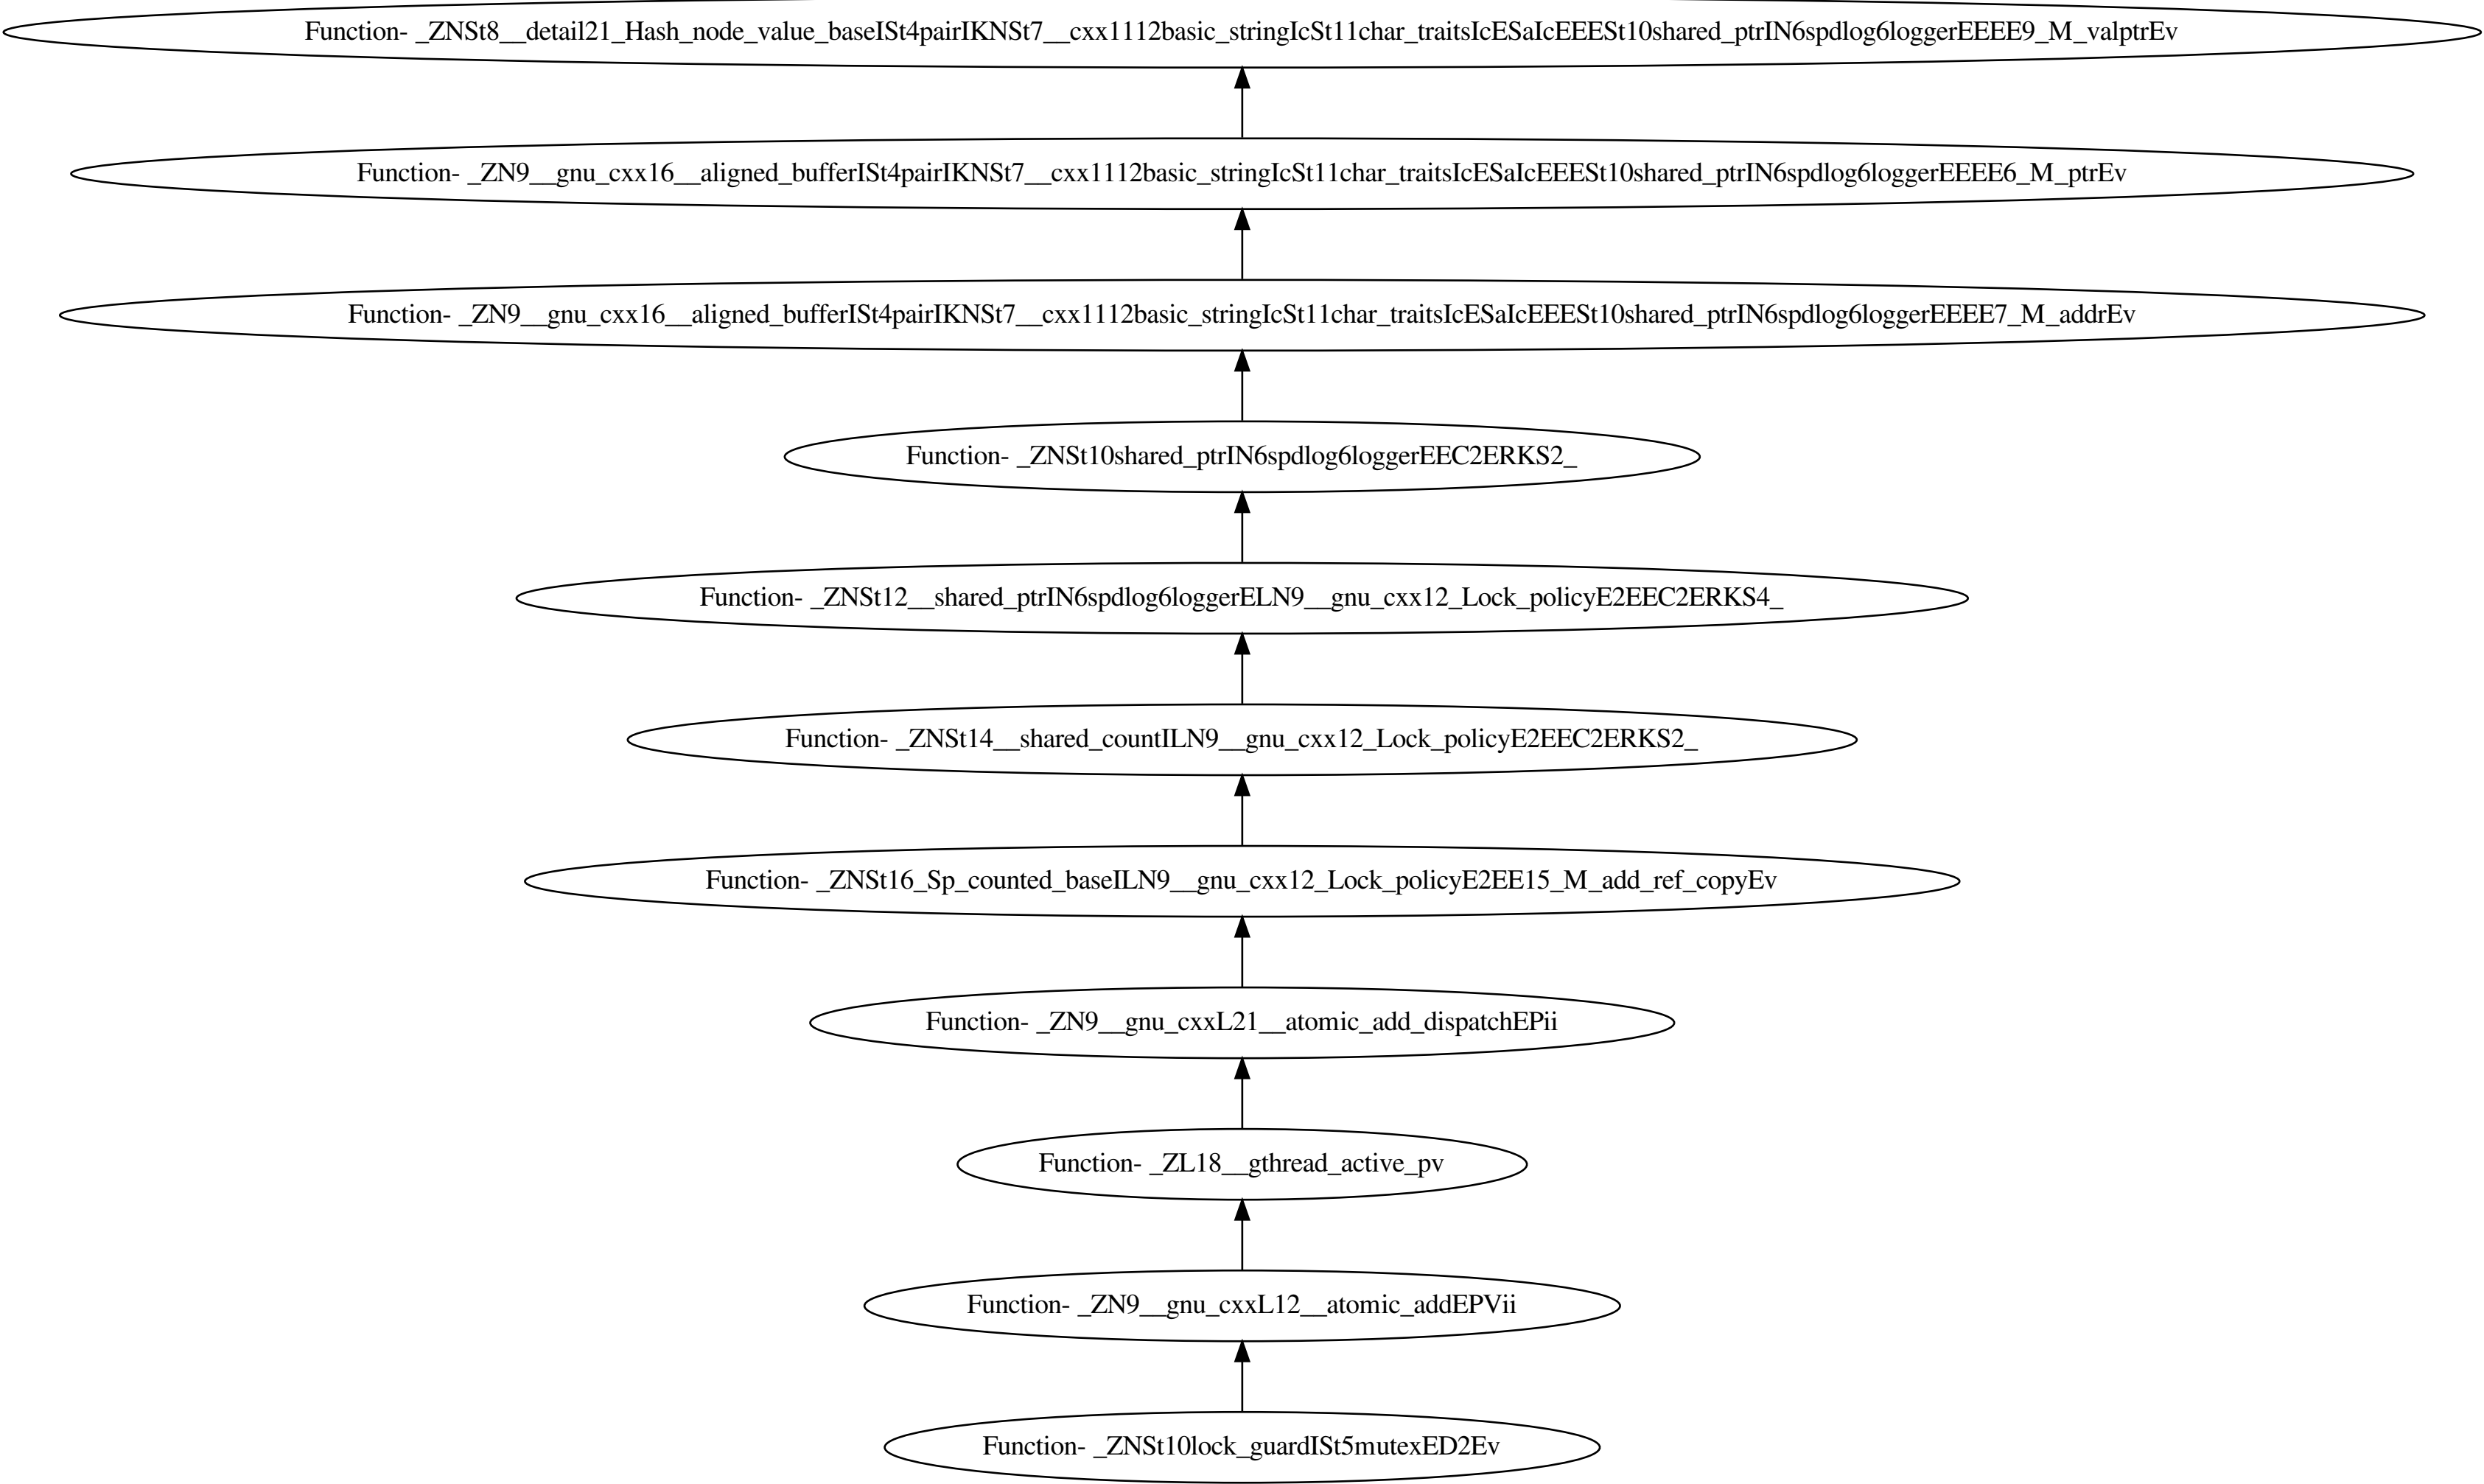 Function- _ZNSt8__detail21_Hash_node_value_baseISt4pairIKNSt7__cxx1112basic_stringIcSt11char_traitsIcESaIcEEESt10shared_ptrIN6spdlog6loggerEEEE9_M_valptrEv
Function- _ZN9__gnu_cxx16__aligned_bufferISt4pairIKNSt7__cxx1112basic_stringIcSt11char_traitsIcESaIcEEESt10shared_ptrIN6spdlog6loggerEEEE6_M_ptrEv
Function- _ZN9__gnu_cxx16__aligned_bufferISt4pairIKNSt7__cxx1112basic_stringIcSt11char_traitsIcESaIcEEESt10shared_ptrIN6spdlog6loggerEEEE7_M_addrEv
Function- _ZNSt10shared_ptrIN6spdlog6loggerEEC2ERKS2_
Function- _ZNSt12__shared_ptrIN6spdlog6loggerELN9__gnu_cxx12_Lock_policyE2EEC2ERKS4_
Function- _ZNSt14__shared_countILN9__gnu_cxx12_Lock_policyE2EEC2ERKS2_
Function- _ZNSt16_Sp_counted_baseILN9__gnu_cxx12_Lock_policyE2EE15_M_add_ref_copyEv
Function- _ZN9__gnu_cxxL21__atomic_add_dispatchEPii
Function- _ZL18__gthread_active_pv
Function- _ZN9__gnu_cxxL12__atomic_addEPVii
Function- _ZNSt10lock_guardISt5mutexED2Ev